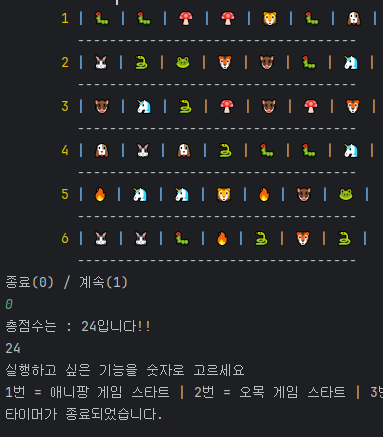 1 | 🐛 | 🐛 | 🍄 | 🍄 | 🐯 | 🐛 | 🐶 |
-----------------------------------
2 | 🐰 | 🐍 | 🐸 | 🦊 | 🐮 | 🐛 | 🦄 |
-----------------------------------
3 | 🐮 | 🦄 | 🐍 | 🍄 | 🐮 | 🍄 | 🦊 |
-----------------------------------
4 | 🐶 | 🐰 | 🐶 | 🐍 | 🐛 | 🐛 | 🦄 |
-----------------------------------
5 | 🔥 | 🦄 | 🦄 | 🐯 | 🔥 | 🐮 | 🐸 |
-----------------------------------
6 | 🐰 | 🐰 | 🐛 | 🔥 | 🐍 | 🦊 | 🐍 |
-----------------------------------
종료(0) / 계속(1)
0
총점수는 : 24입니다!!
24
실행하고 싶은 기능을 숫자로 고르세요
1번 = 애니팡 게임 스타트 | 2번 = 오목 게임 스타트 | 3번
타이머가 종료되었습니다.